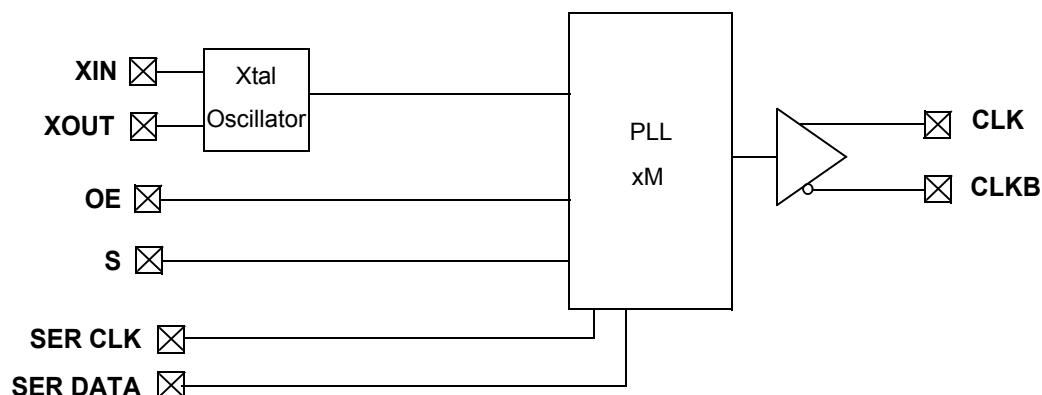 XIN
XOUT
Xtal
Oscillator
OE
S
SER CLK
SER DATA
PLL
xM
CLK
CLKB